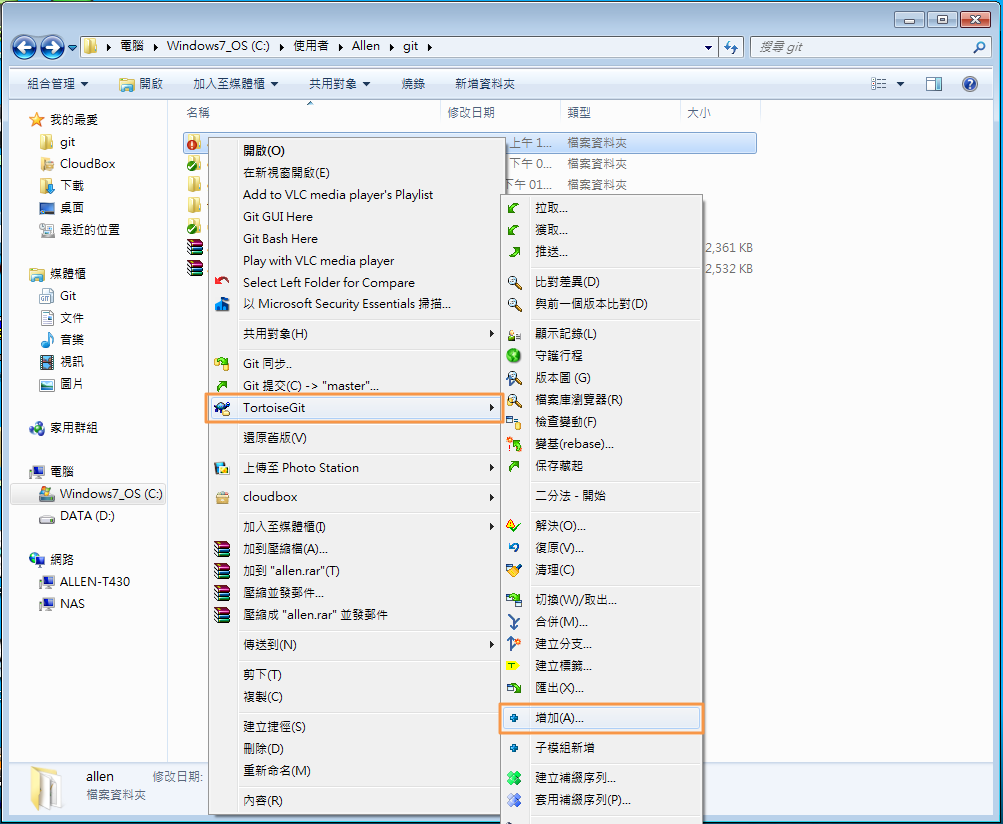 電腦 Windows7_OS (C:) 使用者 Allen git
搜尋 git
組合管理 開啟 加入至媒體櫃 共用對象 燒錄 新增資料夾
名稱 修改日期 類型 大小
我的最愛
git
CloudBox
下載
桌面
最近的位置
媒體櫃
Git
文件
音樂
視訊
圖片
家用群組
電腦
Windows7_OS (C:)
DATA (D:)
網路
ALLEN-T430
NAS
上午 1... 檔案資料夾
下午 0... 檔案資料夾
下午 01... 檔案資料夾
2,361 KB
2,532 KB
開啟(O)
在新視窗開啟(E)
Add to VLC media player's Playlist
Git GUI Here
Git Bash Here
Play with VLC media player
Select Left Folder for Compare
以 Microsoft Security Essentials 掃描...
共用對象(H)
Git 同步..
Git 提交(C) -> "master"...
TortoiseGit
還原舊版(V)
上傳至 Photo Station
cloudbox
加入至媒體櫃(I)
加到壓縮檔(A)...
加到 "allen.rar"(T)
壓縮並發郵件...
壓縮成 "allen.rar" 並發郵件
傳送到(N)
剪下(T)
複製(C)
建立捷徑(S)
刪除(D)
重新命名(M)
內容(R)
拉取...
獲取...
推送...
比對差異(D)
與前一個版本比對(D)
顯示記錄(L)
守護行程
版本圖 (G)
檔案庫瀏覽器(R)
檢查變動(F)
變基(rebase)...
保存藏起
二分法 - 開始
解決(O)...
復原(V)...
清理(C)
切換(W)/取出...
合併(M)...
建立分支...
建立標籤...
匯出(X)...
增加(A)...
子模組新增
建立補綴序列...
套用補綴序列(P)...
allen 修改日期:
檔案資料夾